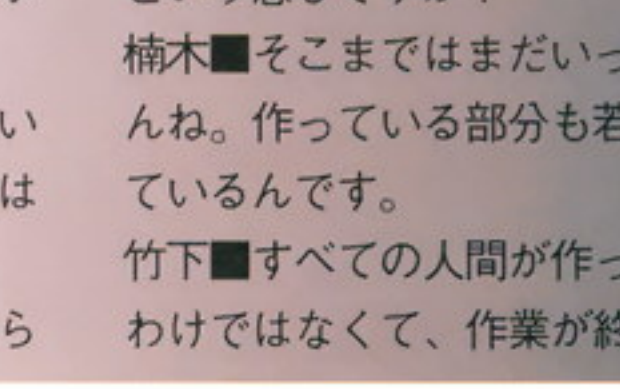 楠木■そこまではまだいっ
んね。作っている部分も若
ているんです。
竹下■すべての人間が作っ
わけではなくて、作業が終
い
は
ら